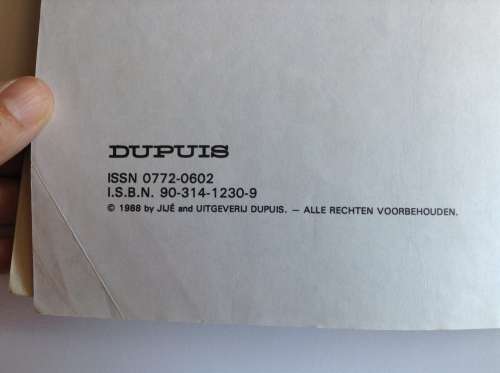 DUPUIS
ISSN 0772-0602
I.S.B.N. 90-314-1230-9
© 1988 by JIJÉ and UITGEVERIJ DUPUIS. — ALLE RECHTEN VOORBEHOUDEN.